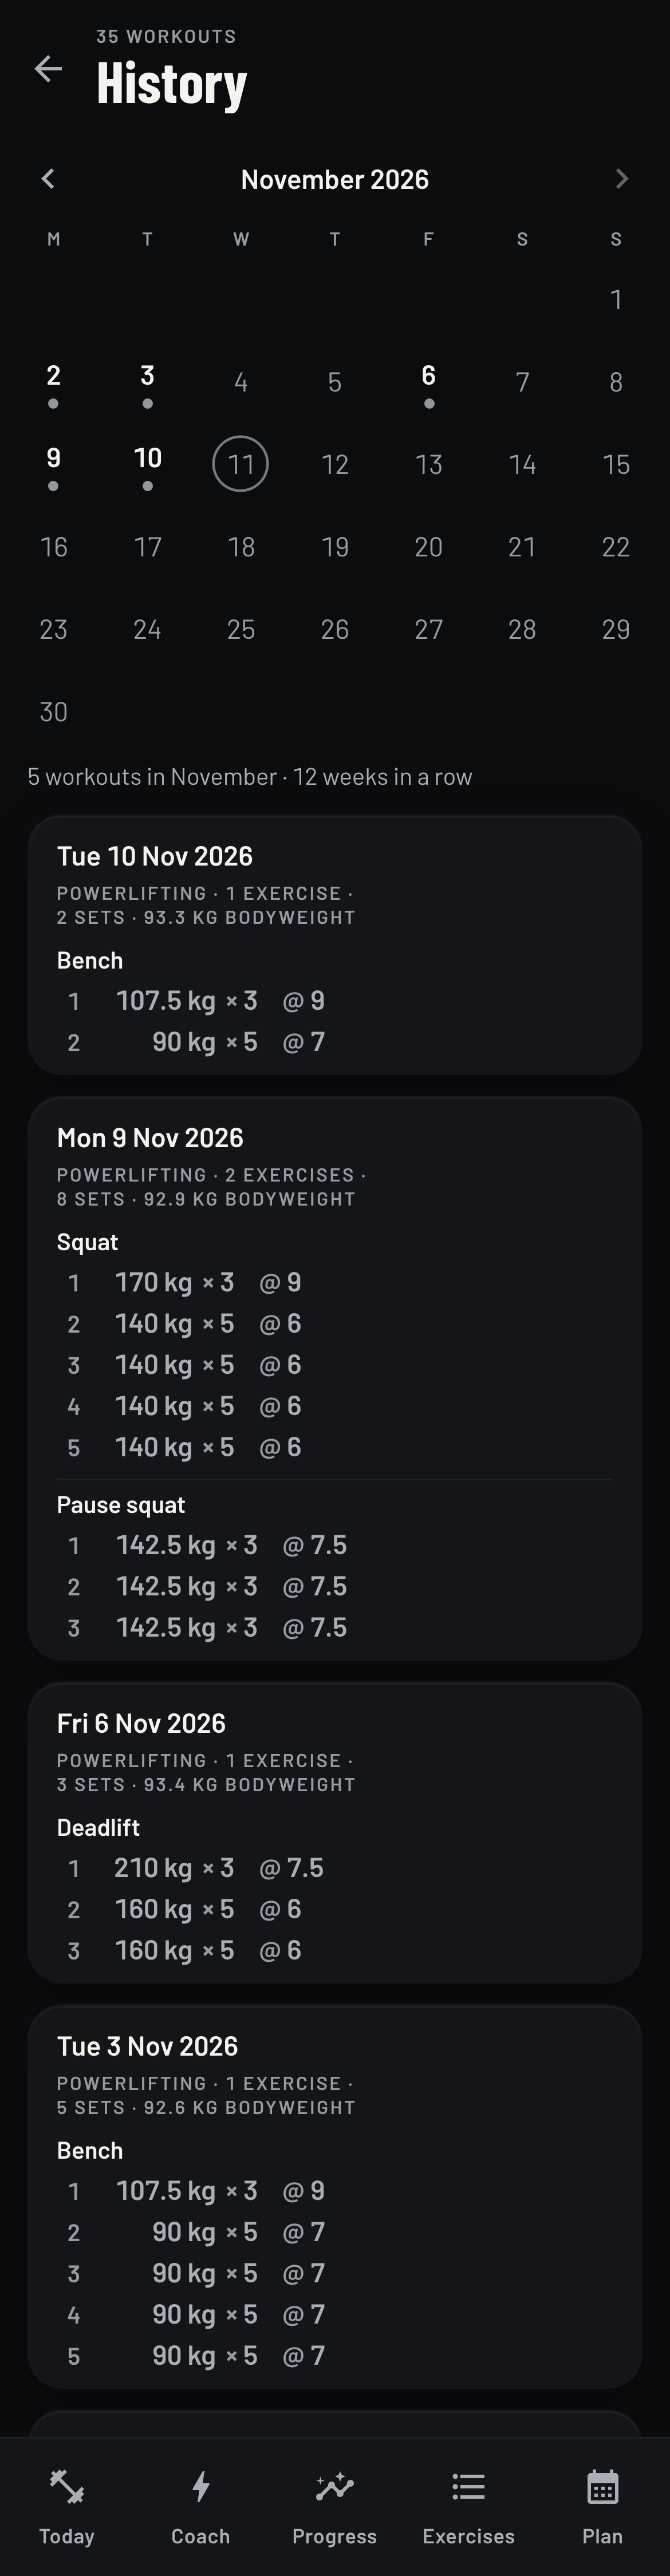 35 WORKOUTS
History
November 2026
M T W T F S S
1
2 3 4 5 6 7 8
9 10 11 12 13 14 15
16 17 18 19 20 21 22
23 24 25 26 27 28 29
30
5 workouts in November · 12 weeks in a row
Tue 10 Nov 2026
POWERLIFTING · 1 EXERCISE ·
2 SETS · 93.3 KG BODYWEIGHT
Bench
1 107.5 kg × 3 @ 9
2 90 kg × 5 @ 7
Mon 9 Nov 2026
POWERLIFTING · 2 EXERCISES ·
8 SETS · 92.9 KG BODYWEIGHT
Squat
1 170 kg × 3 @ 9
2 140 kg × 5 @ 6
3 140 kg × 5 @ 6
4 140 kg × 5 @ 6
5 140 kg × 5 @ 6
Pause squat
1 142.5 kg × 3 @ 7.5
2 142.5 kg × 3 @ 7.5
3 142.5 kg × 3 @ 7.5
Fri 6 Nov 2026
POWERLIFTING · 1 EXERCISE ·
3 SETS · 93.4 KG BODYWEIGHT
Deadlift
1 210 kg × 3 @ 7.5
2 160 kg × 5 @ 6
3 160 kg × 5 @ 6
Tue 3 Nov 2026
POWERLIFTING · 1 EXERCISE ·
5 SETS · 92.6 KG BODYWEIGHT
Bench
1 107.5 kg × 3 @ 9
2 90 kg × 5 @ 7
3 90 kg × 5 @ 7
4 90 kg × 5 @ 7
5 90 kg × 5 @ 7
Today Coach Progress Exercises Plan